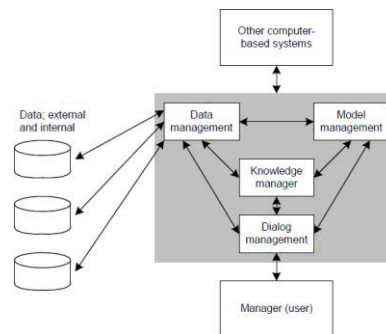 Other computer-
based systems
Data; external
and internal
Data
management
Model
management
Knowledge
manager
Dialog
management
Manager (user)